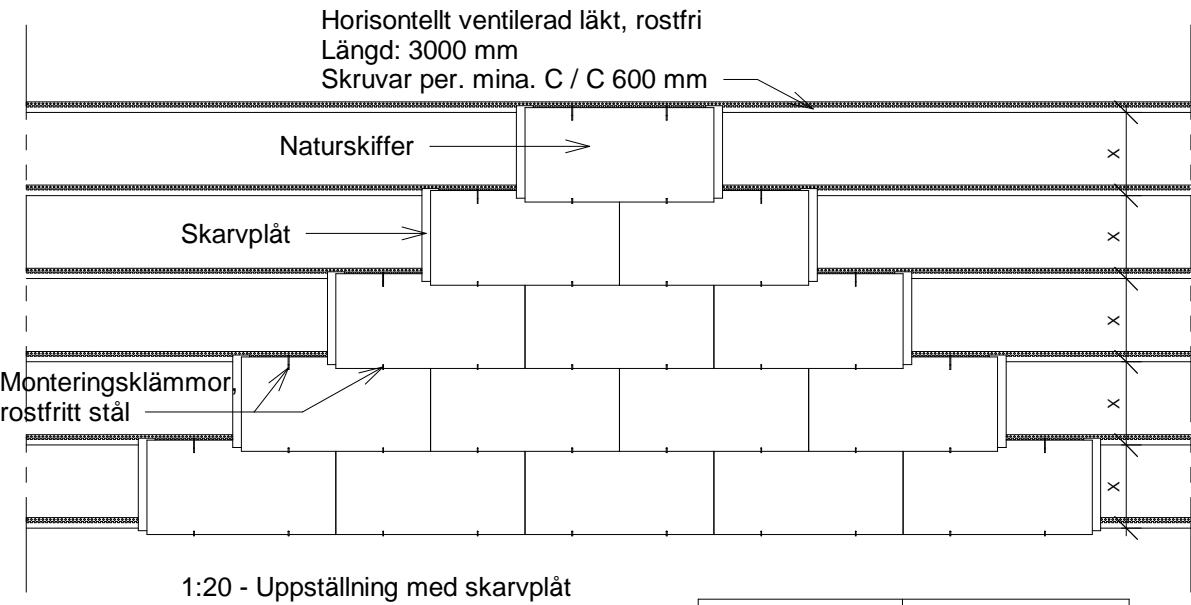 Horisontellt ventilerad läkt, rostfri
Längd: 3000 mm
Skruvar per. mina. C / C 600 mm
Naturskiffer
X
Skarvplåt
X
X
Monteringsklämmor,
rostfritt stål
X
X
1:20 - Uppställning med skarvplåt